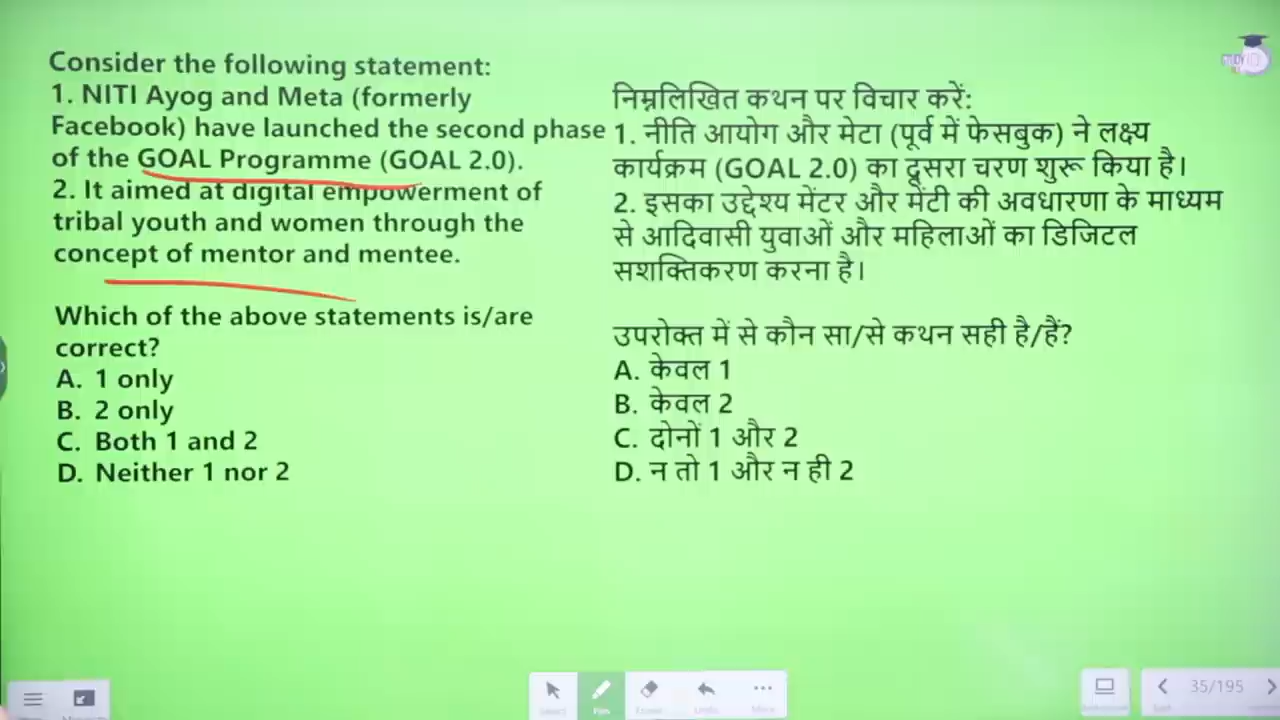 Consider the following statement:
1. NITI Ayog and Meta (formerly
Facebook) have launched the second phase
of the GOAL Programme (GOAL 2.0).
2. It aimed at digital empowerment of
tribal youth and women through the
concept of mentor and mentee.
Which of the above statements is/are
correct?
A. 1 only
B. 2 only
C. Both 1 and 2
D. Neither 1 nor 2
निम्नलिखित कथन पर विचार करें:
1. नीति आयोग और मेटा (पूर्व में फेसबुक) ने लक्ष्य
कार्यक्रम (GOAL 2.0) का दूसरा चरण शुरू किया है।
2. इसका उद्देश्य मेंटर और मेंटी की अवधारणा के माध्यम
से आदिवासी युवाओं और महिलाओं का डिजिटल
सशक्तिकरण करना है।
उपरोक्त में से कौन सा/से कथन सही है/हैं?
A. केवल 1
B. केवल 2
C. दोनों 1 और 2
D. न तो 1 और न ही 2
35/195